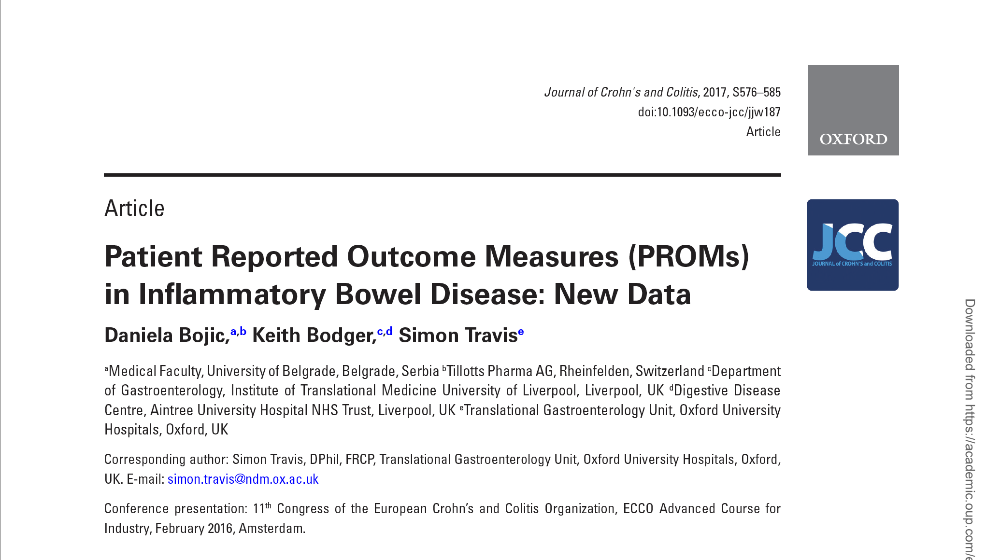 Journal of Crohn's and Colitis, 2017, S576–585
doi:10.1093/ecco-jcc/jjw187
Article
OXFORD
Article
JCC
JOURNAL of CROHN'S and COLITIS
Patient Reported Outcome Measures (PROMs)
in Inflammatory Bowel Disease: New Data
Daniela Bojic,a,b Keith Bodger,c,d Simon Travise
aMedical Faculty, University of Belgrade, Belgrade, Serbia bTillotts Pharma AG, Rheinfelden, Switzerland cDepartment
of Gastroenterology, Institute of Translational Medicine University of Liverpool, Liverpool, UK dDigestive Disease
Centre, Aintree University Hospital NHS Trust, Liverpool, UK eTranslational Gastroenterology Unit, Oxford University
Hospitals, Oxford, UK
Corresponding author: Simon Travis, DPhil, FRCP, Translational Gastroenterology Unit, Oxford University Hospitals, Oxford,
UK. E-mail: simon.travis@ndm.ox.ac.uk
Conference presentation: 11th Congress of the European Crohn’s and Colitis Organization, ECCO Advanced Course for
Industry, February 2016, Amsterdam.
Downloaded from https://academic.oup.com/